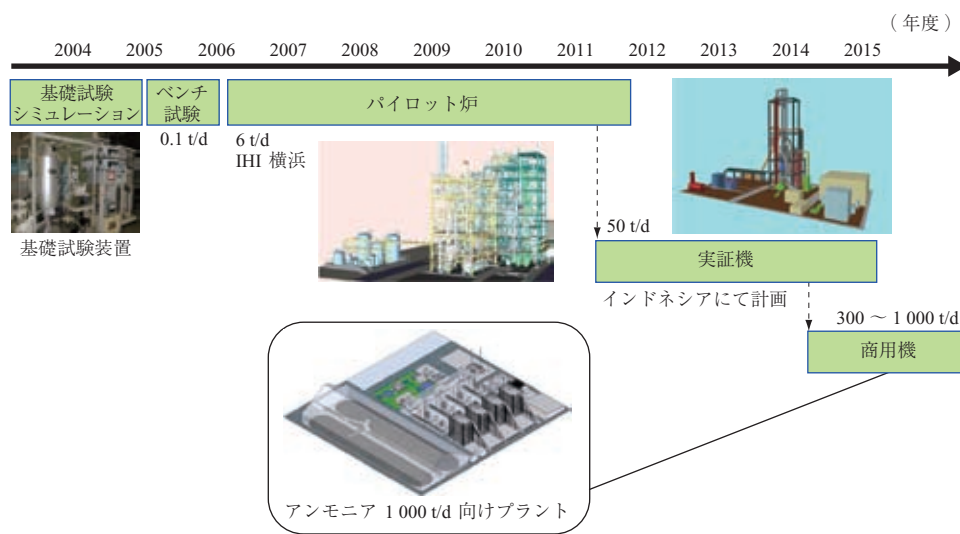 ( 年度 )
2004 2005 2006 2007 2008 2009 2010 2011 2012 2013 2014 2015
基礎試験
シミュレーション
ベンチ
試験
パイロット炉
0.1 t/d
6 t/d
IHI 横浜
基礎試験装置
50 t/d
実証機
インドネシアにて計画
300 ～ 1 000 t/d
商用機
アンモニア 1 000 t/d 向けプラント